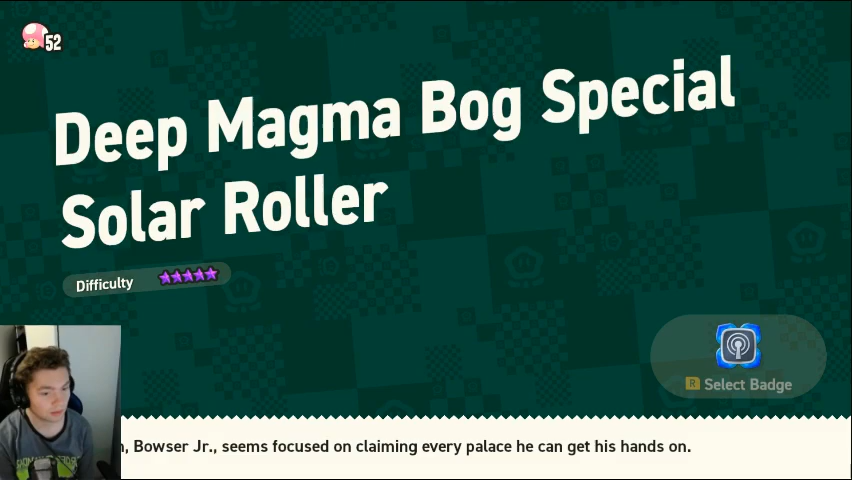 52
Deep Magma Bog Special
Solar Roller
Difficulty
R Select Badge
, Bowser Jr., seems focused on claiming every palace he can get his hands on.